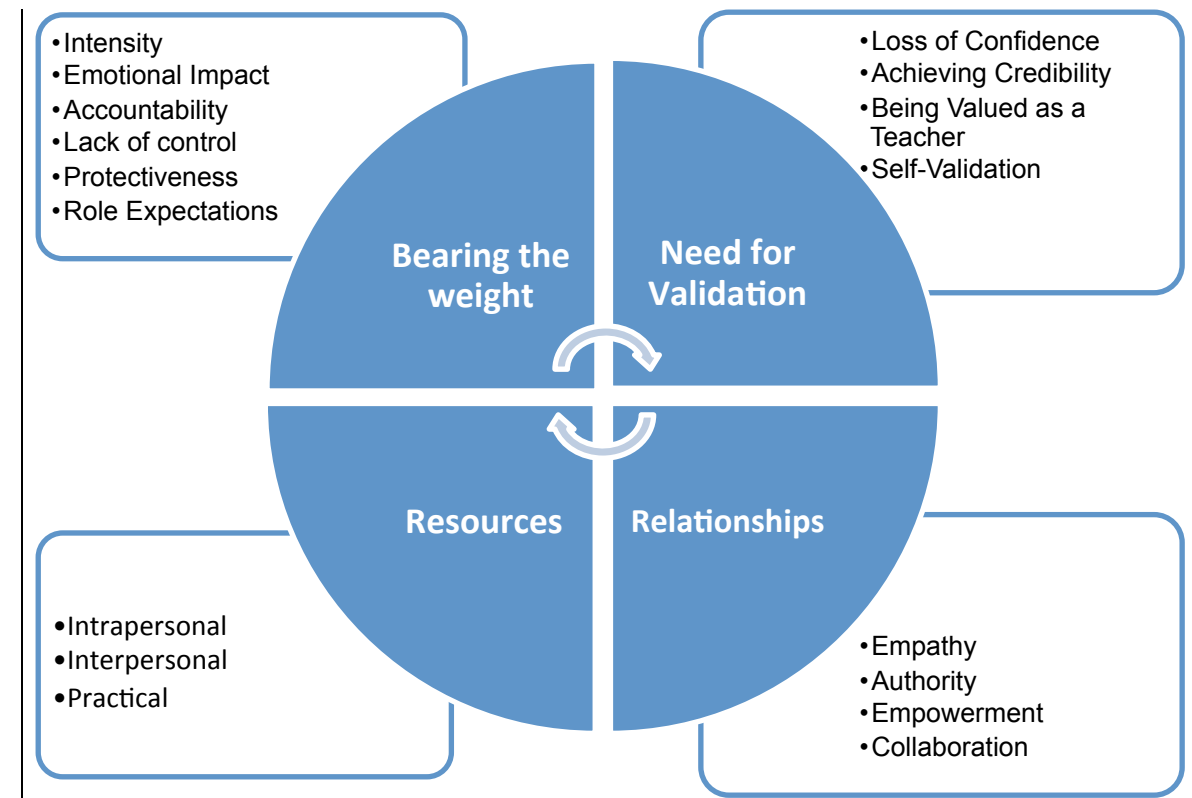 •Intensity
•Emotional Impact
•Accountability
•Lack of control
•Protectiveness
•Role Expectations
•Loss of Confidence
•Achieving Credibility
•Being Valued as a
Teacher
•Self-Validation
Bearing the
weight
Need for
Validation
Resources
Relationships
•Intrapersonal
•Interpersonal
•Practical
•Empathy
•Authority
•Empowerment
•Collaboration